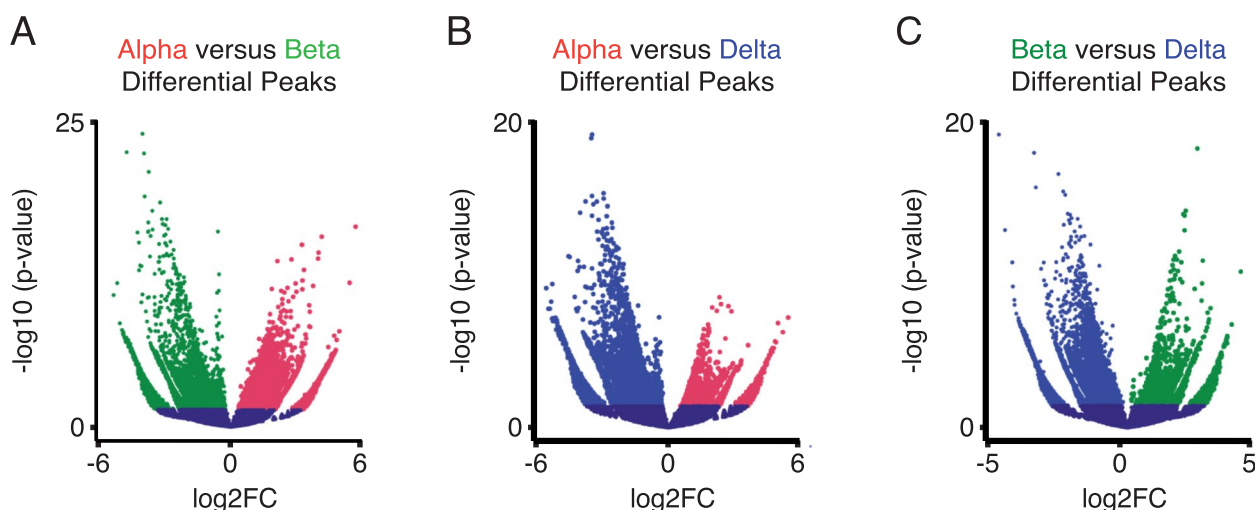 A
Alpha versus Beta
Differential Peaks
25
0
-log10 (p-value)
-6
0
6
log2FC
B
Alpha versus Delta
Differential Peaks
20
0
-log10 (p-value)
-6
0
6
log2FC
C
Beta versus Delta
Differential Peaks
20
0
-log10 (p-value)
-5
0
5
log2FC